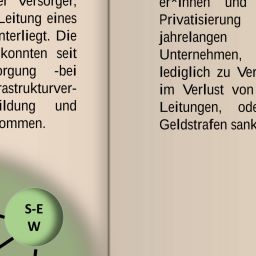 er Versorger,
Leitung eines
nterliegt. Die
konnten seit
orgung -bei
rastrukturver-
ildung und
ommen.
er*innen und
Privatisierung
jahrelangen
Unternehmen,
lediglich zu Ver
im Verlust von
Leitungen, ode
Geldstrafen sank
S-E
W